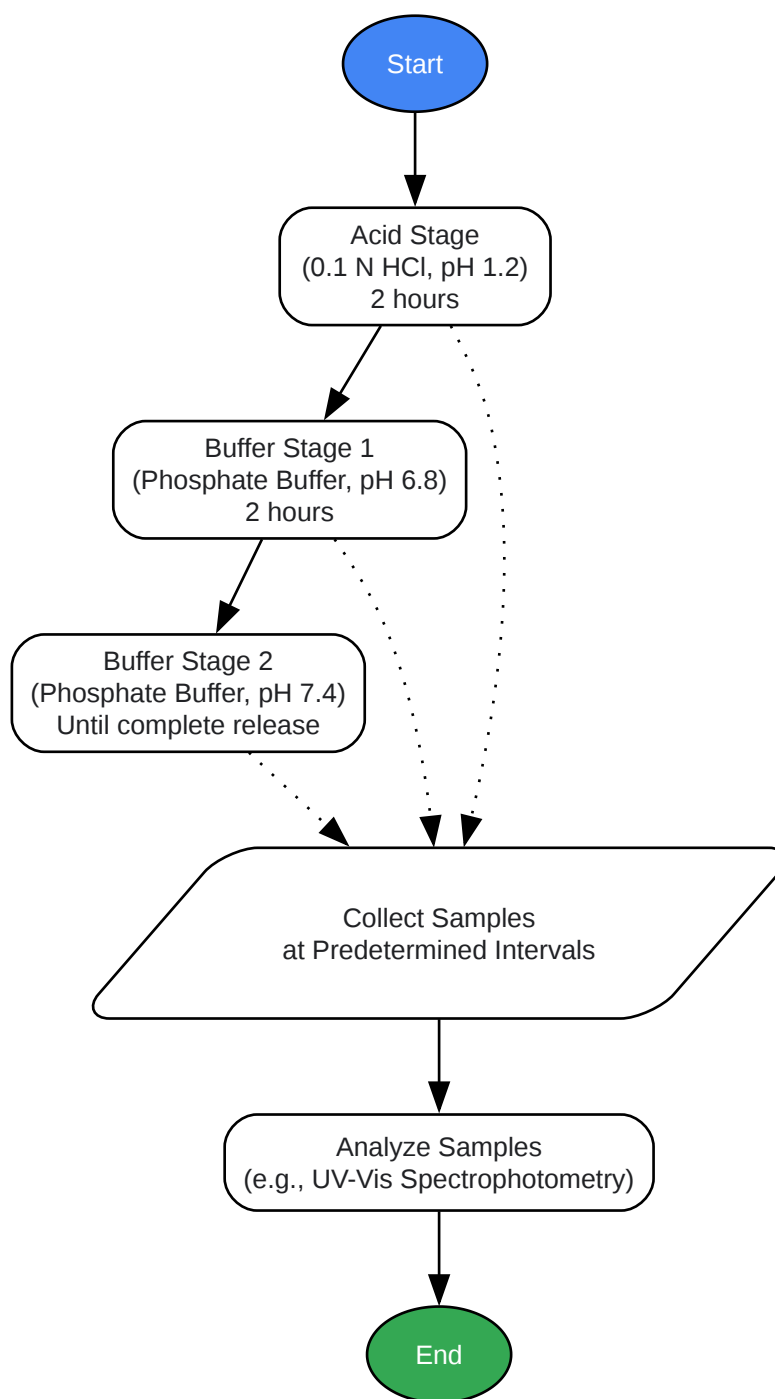 Start
Acid Stage
(0.1 N HCl, pH 1.2)
2 hours
Buffer Stage 1
(Phosphate Buffer, pH 6.8)
2 hours
Buffer Stage 2
(Phosphate Buffer, pH 7.4)
Until complete release
Collect Samples
at Predetermined Intervals
Analyze Samples
(e.g., UV-Vis Spectrophotometry)
End